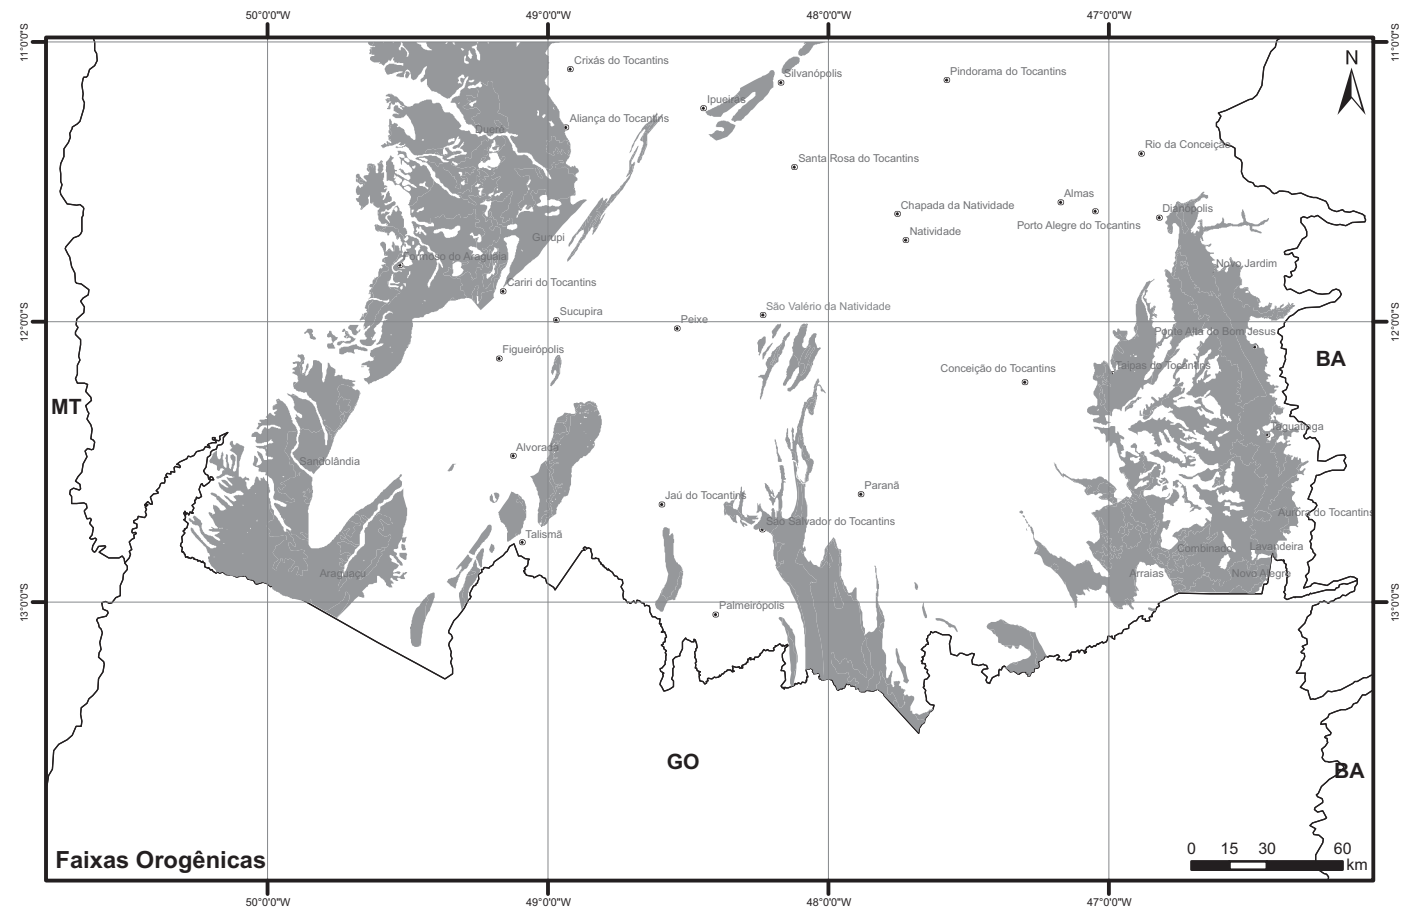 50°0'0"W
49°0'0"W
48°0'0"W
47°0'0"W
11°0'0"S
11°0'0"S
N
Crixás do Tocantins
Silvanópolis
Pindorama do Tocantins
Ipueiras
Aliança do Tocantins
Dueré
Rio da Conceição
Santa Rosa do Tocantins
Almas
Chapada da Natividade
Dianópolis
Porto Alegre do Tocantins
Natividade
Gurupi
Formoso do Araguaia
Novo Jardim
Cariri do Tocantins
São Valério da Natividade
Sucupira
Peixe
12°0'0"S
12°0'0"S
Ponte Alta do Bom Jesus
Figueirópolis
BA
Taipas do Tocantins
Conceição do Tocantins
MT
Taguatinga
Alvorada
Sandolândia
Paranã
Jaú do Tocantins
Aurora do Tocantins
São Salvador do Tocantins
Talismã
Combinado
Lavandeira
Araguaçu
Arraias
Novo Alegre
13°0'0"S
13°0'0"S
Palmeirópolis
GO
BA
0 15 30 60
km
Faixas Orogênicas
50°0'0"W
49°0'0"W
48°0'0"W
47°0'0"W